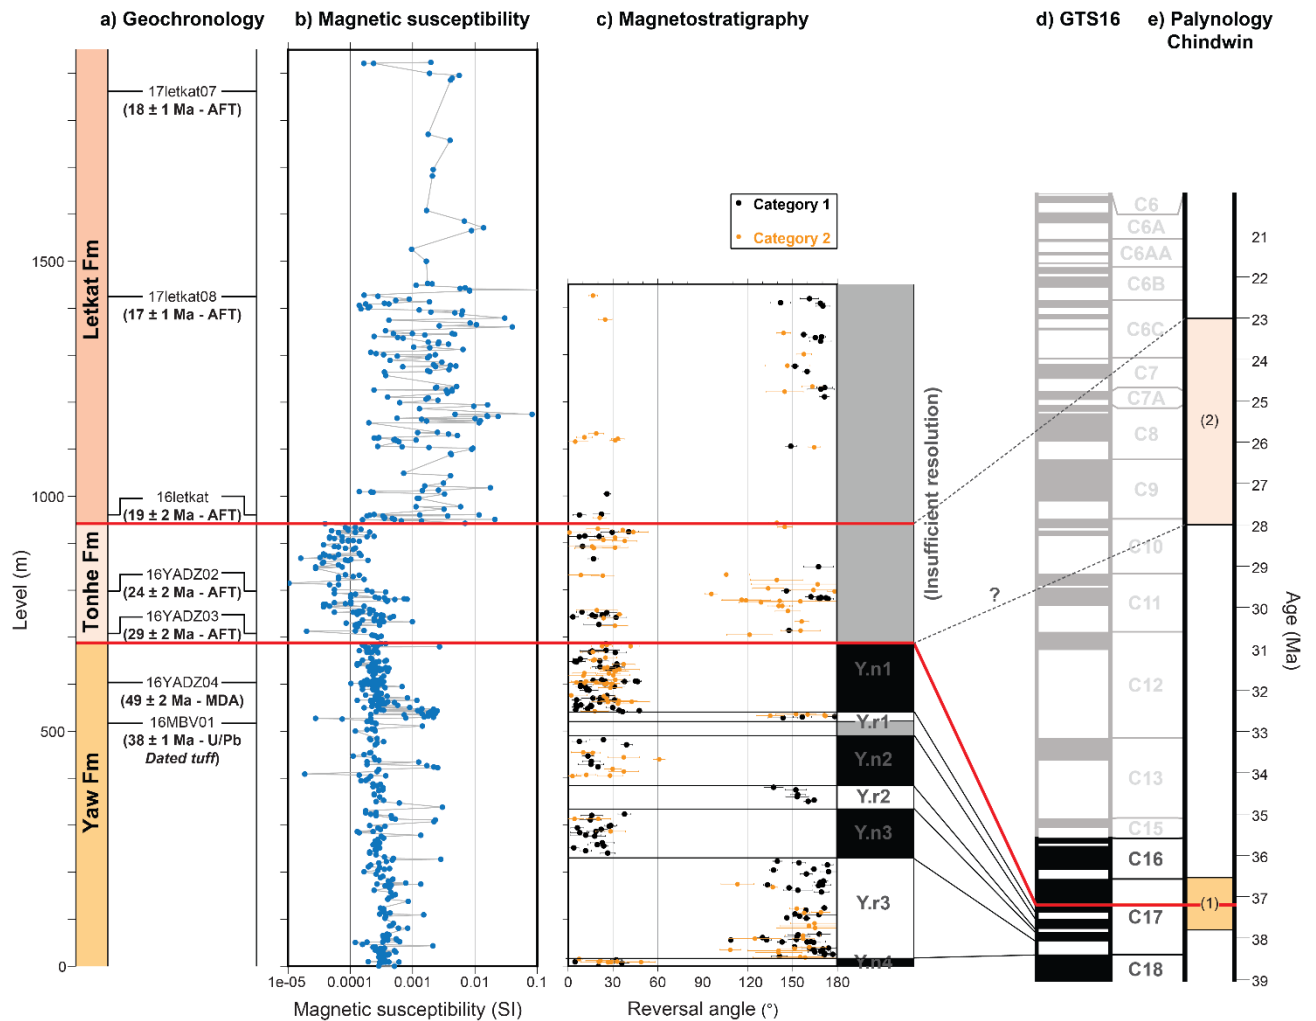 a) Geochronology
b) Magnetic susceptibility
c) Magnetostratigraphy
d) GTS16
e) Palynology
Chindwin
Level (m)
1500
1000
500
0
Letkat Fm
Tonhe Fm
Yaw Fm
17letkat07
(18 ± 1 Ma - AFT)
17letkat08
(17 ± 1 Ma - AFT)
16letkat
(19 ± 2 Ma - AFT)
16YADZ02
(24 ± 2 Ma - AFT)
16YADZ03
(29 ± 2 Ma - AFT)
16YADZ04
(49 ± 2 Ma - MDA)
16MBV01
(38 ± 1 Ma - U/Pb
Dated tuff)
1e-05
0.0001
0.001
0.01
0.1
Magnetic susceptibility (SI)
Category 1
Category 2
0
30
60
90
120
150
180
Reversal angle (°)
(Insufficient resolution)
Y.n1
Y.r1
Y.n2
Y.r2
Y.n3
Y.r3
Y.n4
?
C6
C6A
C6AA
C6B
C6C
C7
C7A
C8
C9
C10
C11
C12
C13
C15
C16
C17
C18
(2)
(1)
21
22
23
24
25
26
27
28
29
30
31
32
33
34
35
36
37
38
39
Age (Ma)